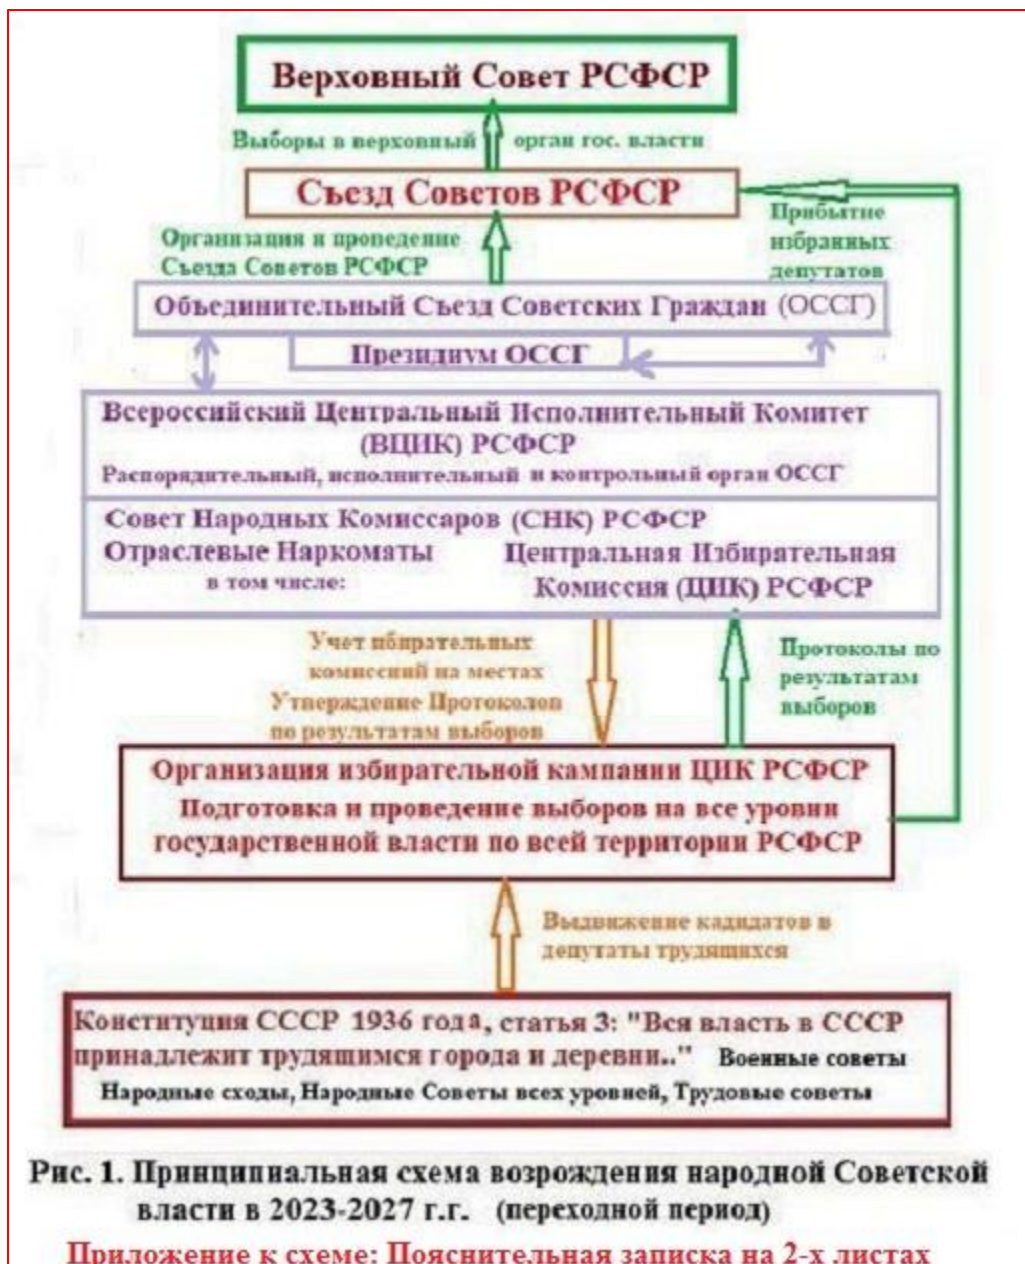 Верховный Совет РСФСР
Выборы в верховный орган гос. власти
Съезд Советов РСФСР
Организация и проведение
Съезда Советов РСФСР
Прибытие
избранных
депутатов
Объединительный Съезд Советских Граждан (ОССГ)
Президиум ОССГ
Всероссийский Центральный Исполнительный Комитет
(ВЦИК) РСФСР
Распорядительный, исполнительный и контрольный орган ОССГ
Совет Народных Комиссаров (СНК) РСФСР
Отраслевые Наркоматы
в том числе:
Центральная Избирательная
Комиссия (ЦИК) РСФСР
Учет ибирательных
комиссий на местах
Утверждение Протоколов
по результатам выборов
Протоколы по
результатам
выборов
Организация избирательной кампании ЦИК РСФСР
Подготовка и проведение выборов на все уровни
государственной власти по всей территории РСФСР
Выдвижение кадидатов в
депутаты трудящихся
Конституция СССР 1936 года, статья 3: "Вся власть в СССР
принадлежит трудящимся города и деревни.." Военные советы
Народные сходы, Народные Советы всех уровней, Трудовые советы
Рис. 1. Принципиальная схема возрождения народной Советской
власти в 2023-2027 г.г. (переходной период)
Приложение к схеме: Пояснительная записка на 2-х листах